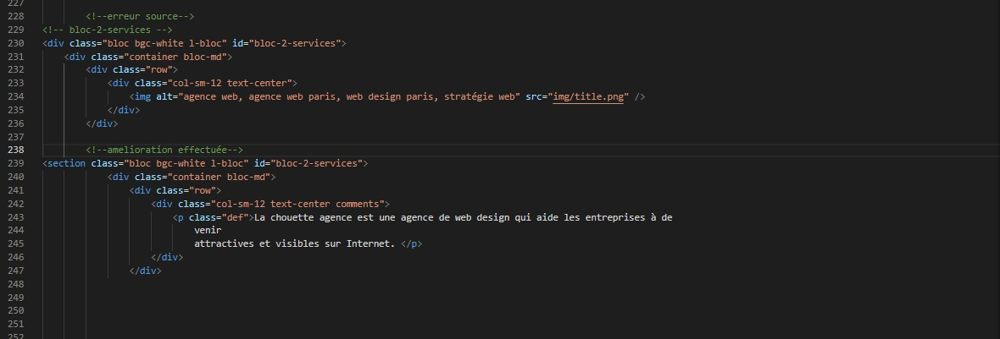 227
228 <!--erreur source-->
229 <!-- bloc-2-services -->
230 <div class="bloc bgc-white l-bloc" id="bloc-2-services">
231 <div class="container bloc-md">
232 <div class="row">
233 <div class="col-sm-12 text-center">
234 <img alt="agence web, agence web paris, web design paris, stratégie web" src="img/title.png" />
235 </div>
236 </div>
237
238 <!--amelioration effectuée-->
239 <section class="bloc bgc-white l-bloc" id="bloc-2-services">
240 <div class="container bloc-md">
241 <div class="row">
242 <div class="col-sm-12 text-center comments">
243 <p class="def">La chouette agence est une agence de web design qui aide les entreprises à de
244 venir
245 attractives et visibles sur Internet. </p>
246 </div>
247 </div>
248
249
250
251
252